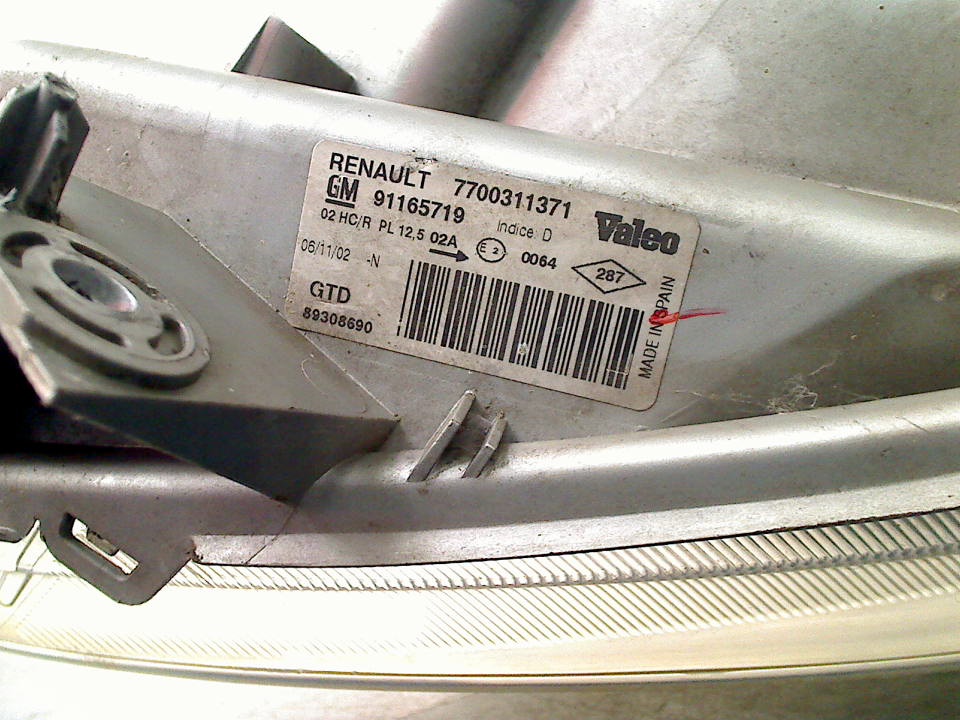 RENAULT 7700311371
GM 91165719 Indice D Valeo
02 HC/R PL 12,5 02A E 2 0064 287
06/11/02 -N
GTD
89308690
MADE IN SPAIN